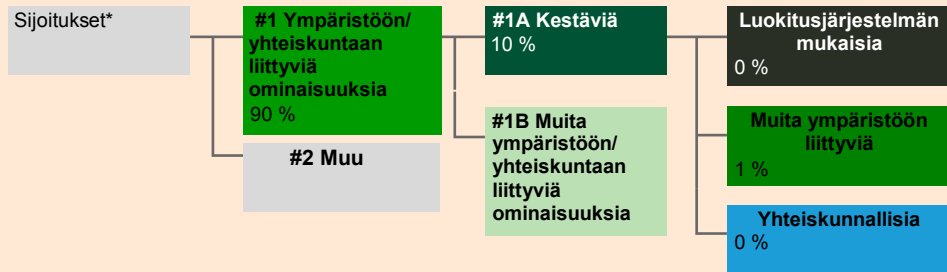 Sijoitukset*
#1 Ympäristöön/
yhteiskuntaan
liittyviä
ominaisuuksia
90 %
#2 Muu
#1A Kestäviä
10 %
#1B Muita
ympäristöön/
yhteiskuntaan
liittyviä
ominaisuuksia
Luokitusjärjestelmän
mukaisia
0 %
Muita ympäristöön
liittyviä
1 %
Yhteiskunnallisia
0 %